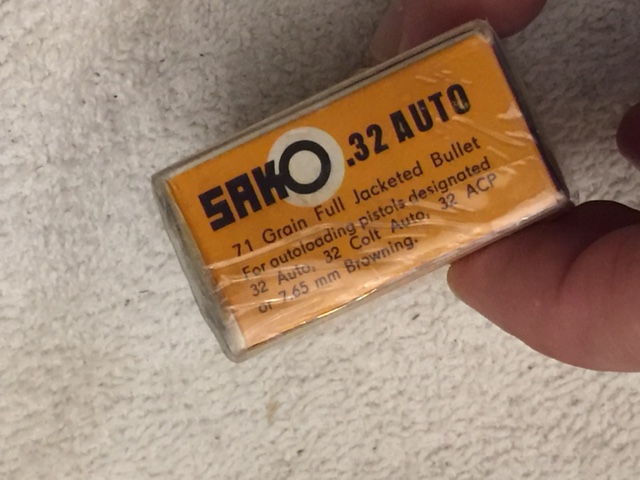 SAKO .32 AUTO
71 Grain Full Jacketed Bullet
For autoloading pistols designated
32 Auto, 32 Colt Auto, 32 ACP
or 7.65 mm Browning.